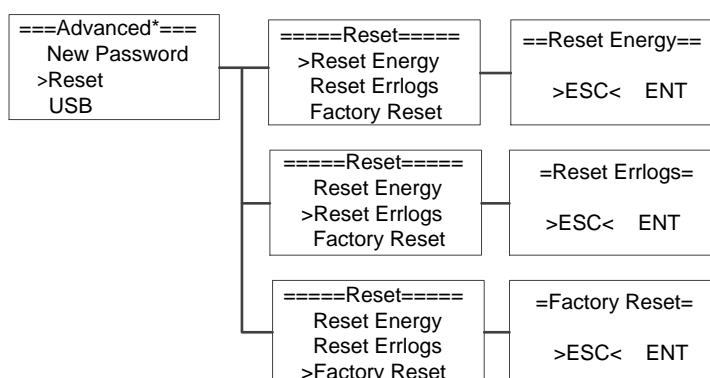 ===Advanced*===
New Password
>Reset
USB
=====Reset=====
>Reset Energy
Reset Errlogs
Factory Reset
==Reset Energy==
>ESC< ENT
=====Reset=====
Reset Energy
>Reset Errlogs
Factory Reset
=Reset Errlogs=
>ESC< ENT
=====Reset=====
Reset Energy
Reset Errlogs
>Factory Reset
=Factory Reset=
>ESC< ENT